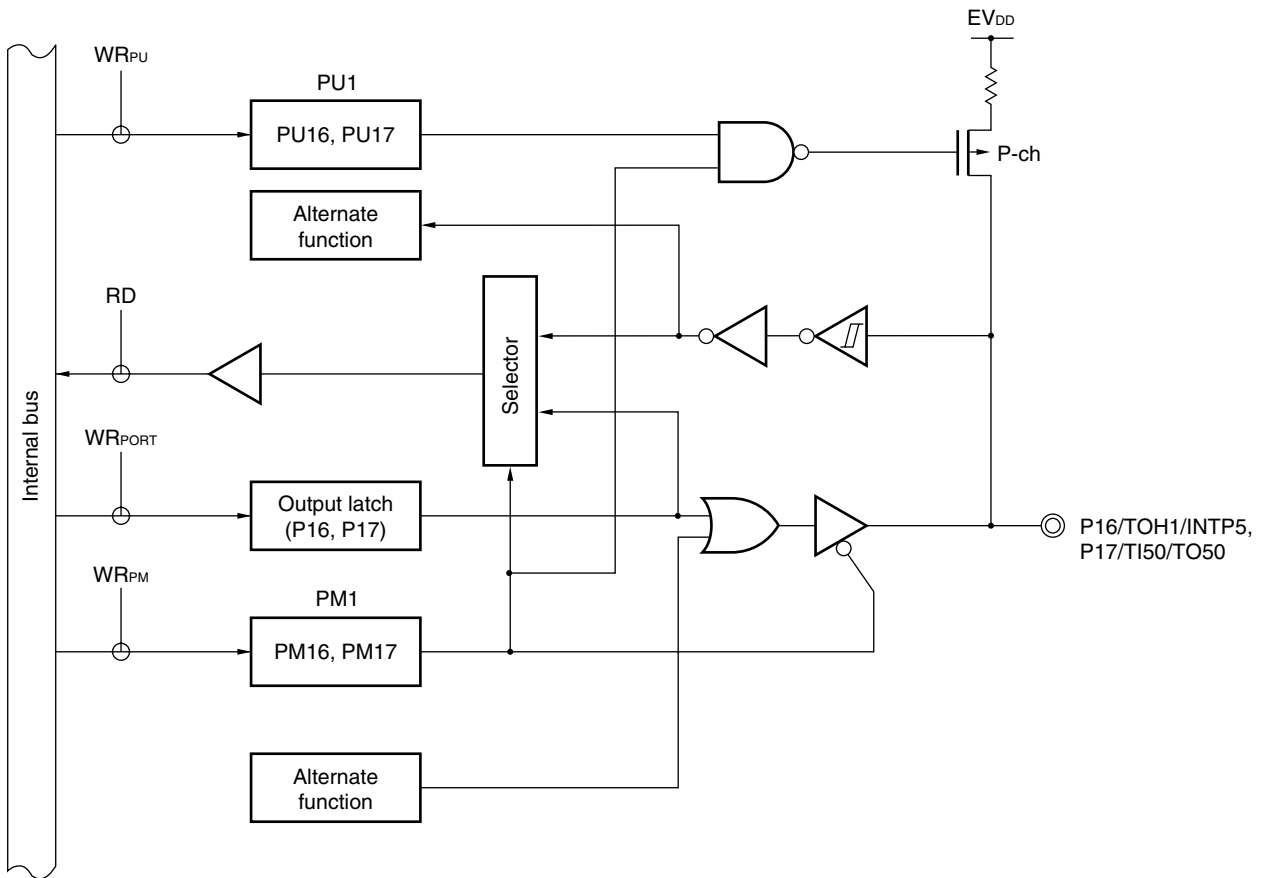 EVDD
WRPU
PU1
PU16, PU17
P-ch
Alternate
function
RD
Selector
Internal bus
WRPORT
Output latch
(P16, P17)
P16/TOH1/INTP5,
P17/TI50/TO50
WRPM
PM1
PM16, PM17
Alternate
function